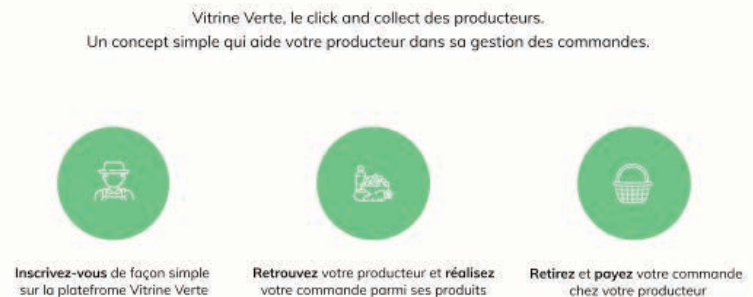 Vitrine Verte, le click and collect des producteurs.
Un concept simple qui aide votre producteur dans sa gestion des commandes.
Inscrivez-vous de façon simple
sur la platefrome Vitrine Verte
Retrouvez votre producteur et réalisez
votre commande parmi ses produits
Retirez et payez votre commande
chez votre producteur